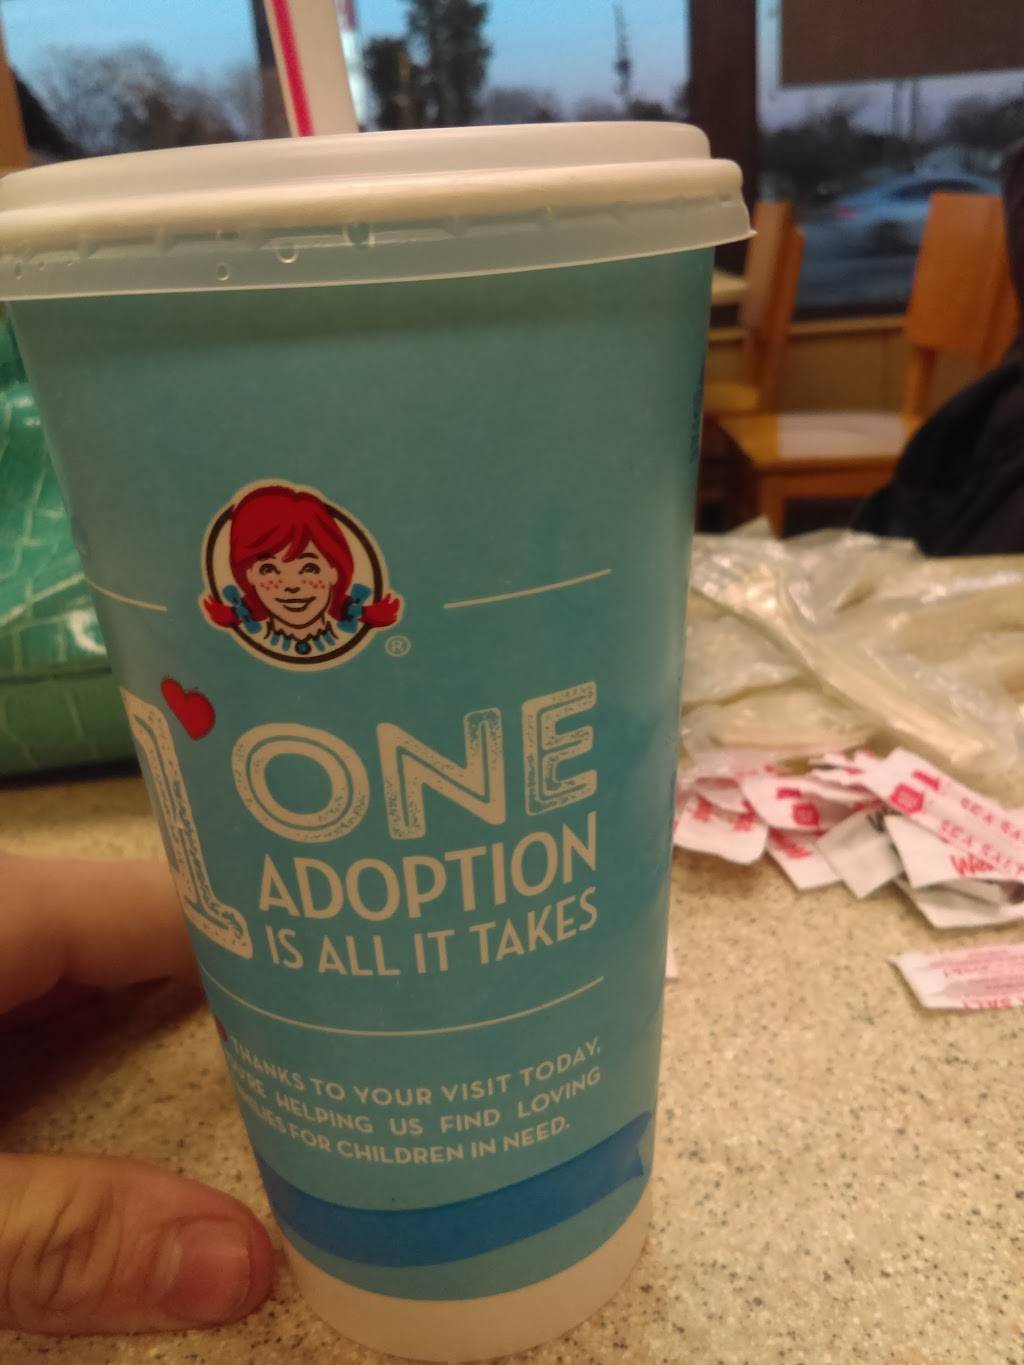 ®
1 ONE
ADOPTION
IS ALL IT TAKES
THANKS TO YOUR VISIT TODAY,
HELPING US FIND LOVING
FOR CHILDREN IN NEED.
SEA SALT